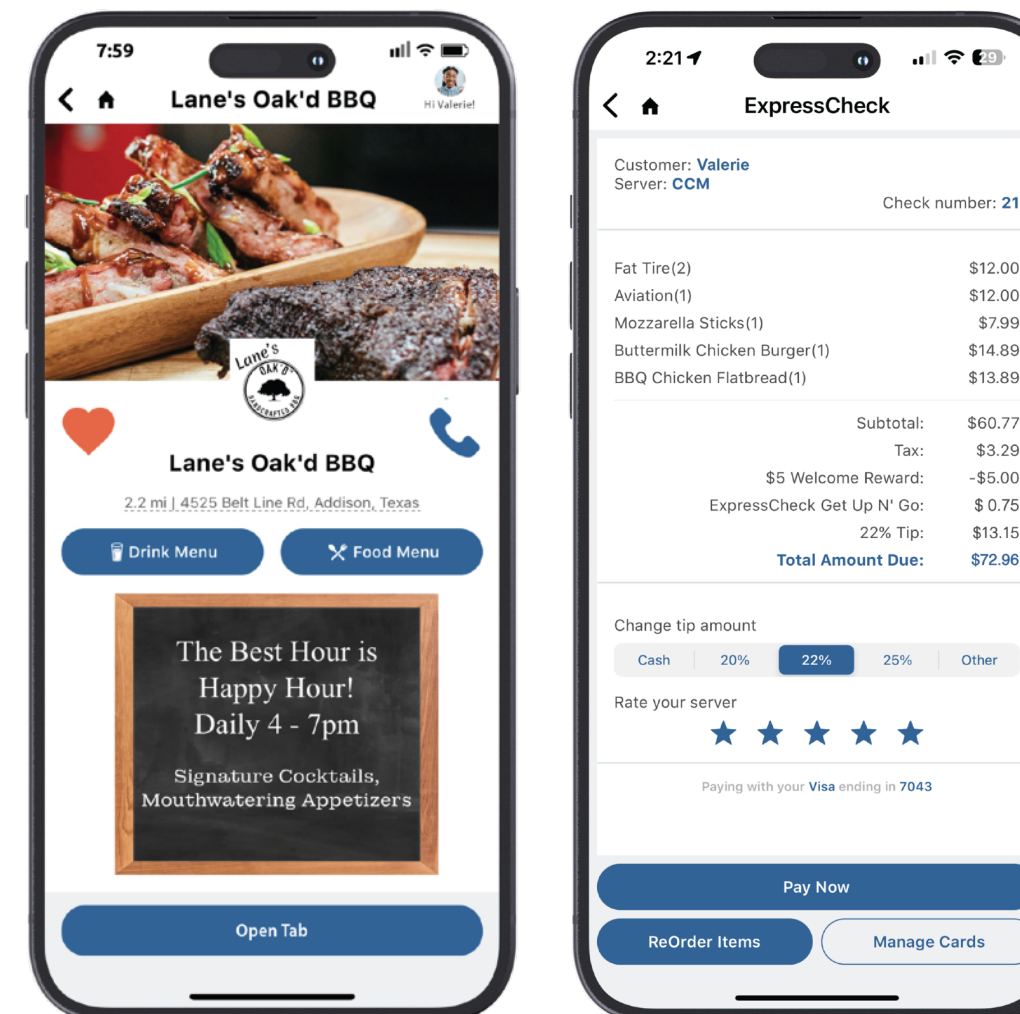 7:59
Lane's Oak'd BBQ
Hi Valerie!
Lane's
OAK'D
HANDCRAFTED BBQ
Lane's Oak'd BBQ
2.2 mi | 4525 Belt Line Rd, Addison, Texas
Drink Menu
Food Menu
The Best Hour is
Happy Hour!
Daily 4 - 7pm
Signature Cocktails,
Mouthwatering Appetizers
Open Tab
2:21
29
ExpressCheck
Customer: Valerie
Server: CCM
Check number: 21
Fat Tire(2) $12.00
Aviation(1) $12.00
Mozzarella Sticks(1) $7.99
Buttermilk Chicken Burger(1) $14.89
BBQ Chicken Flatbread(1) $13.89
Subtotal: $60.77
Tax: $3.29
$5 Welcome Reward: -$5.00
ExpressCheck Get Up N' Go: $ 0.75
22% Tip: $13.15
Total Amount Due: $72.96
Change tip amount
Cash 20% 22% 25% Other
Rate your server
Paying with your Visa ending in 7043
Pay Now
ReOrder Items
Manage Cards